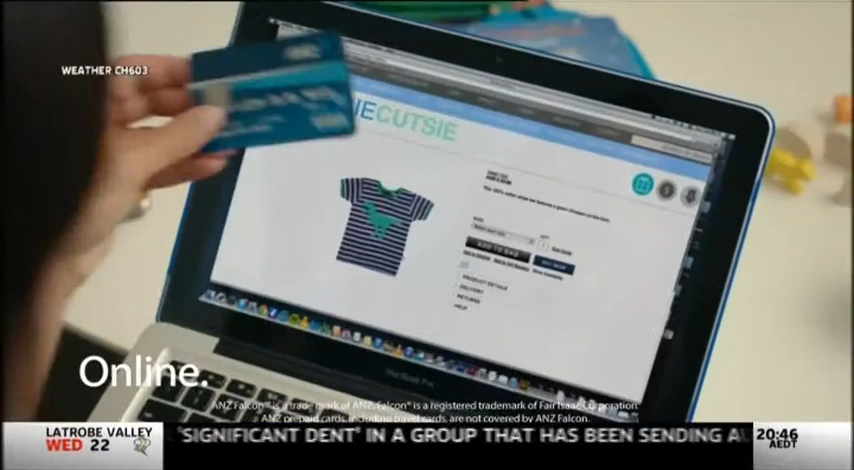 WEATHER CH603
NECUTSIE
ADD TO BAG
PRODUCT DETAILS
DELIVERY
RETURNS
HELP
MacBook Pro
Online.
ANZ Falcon® is a trade mark of ANZ. Falcon® is a registered trademark of Fair Isaac Corporation.
ANZ prepaid cards, including travel cards, are not covered by ANZ Falcon.
LATROBE VALLEY
WED 22
'SIGNIFICANT DENT' IN A GROUP THAT HAS BEEN SENDING A
20:46
AEDT